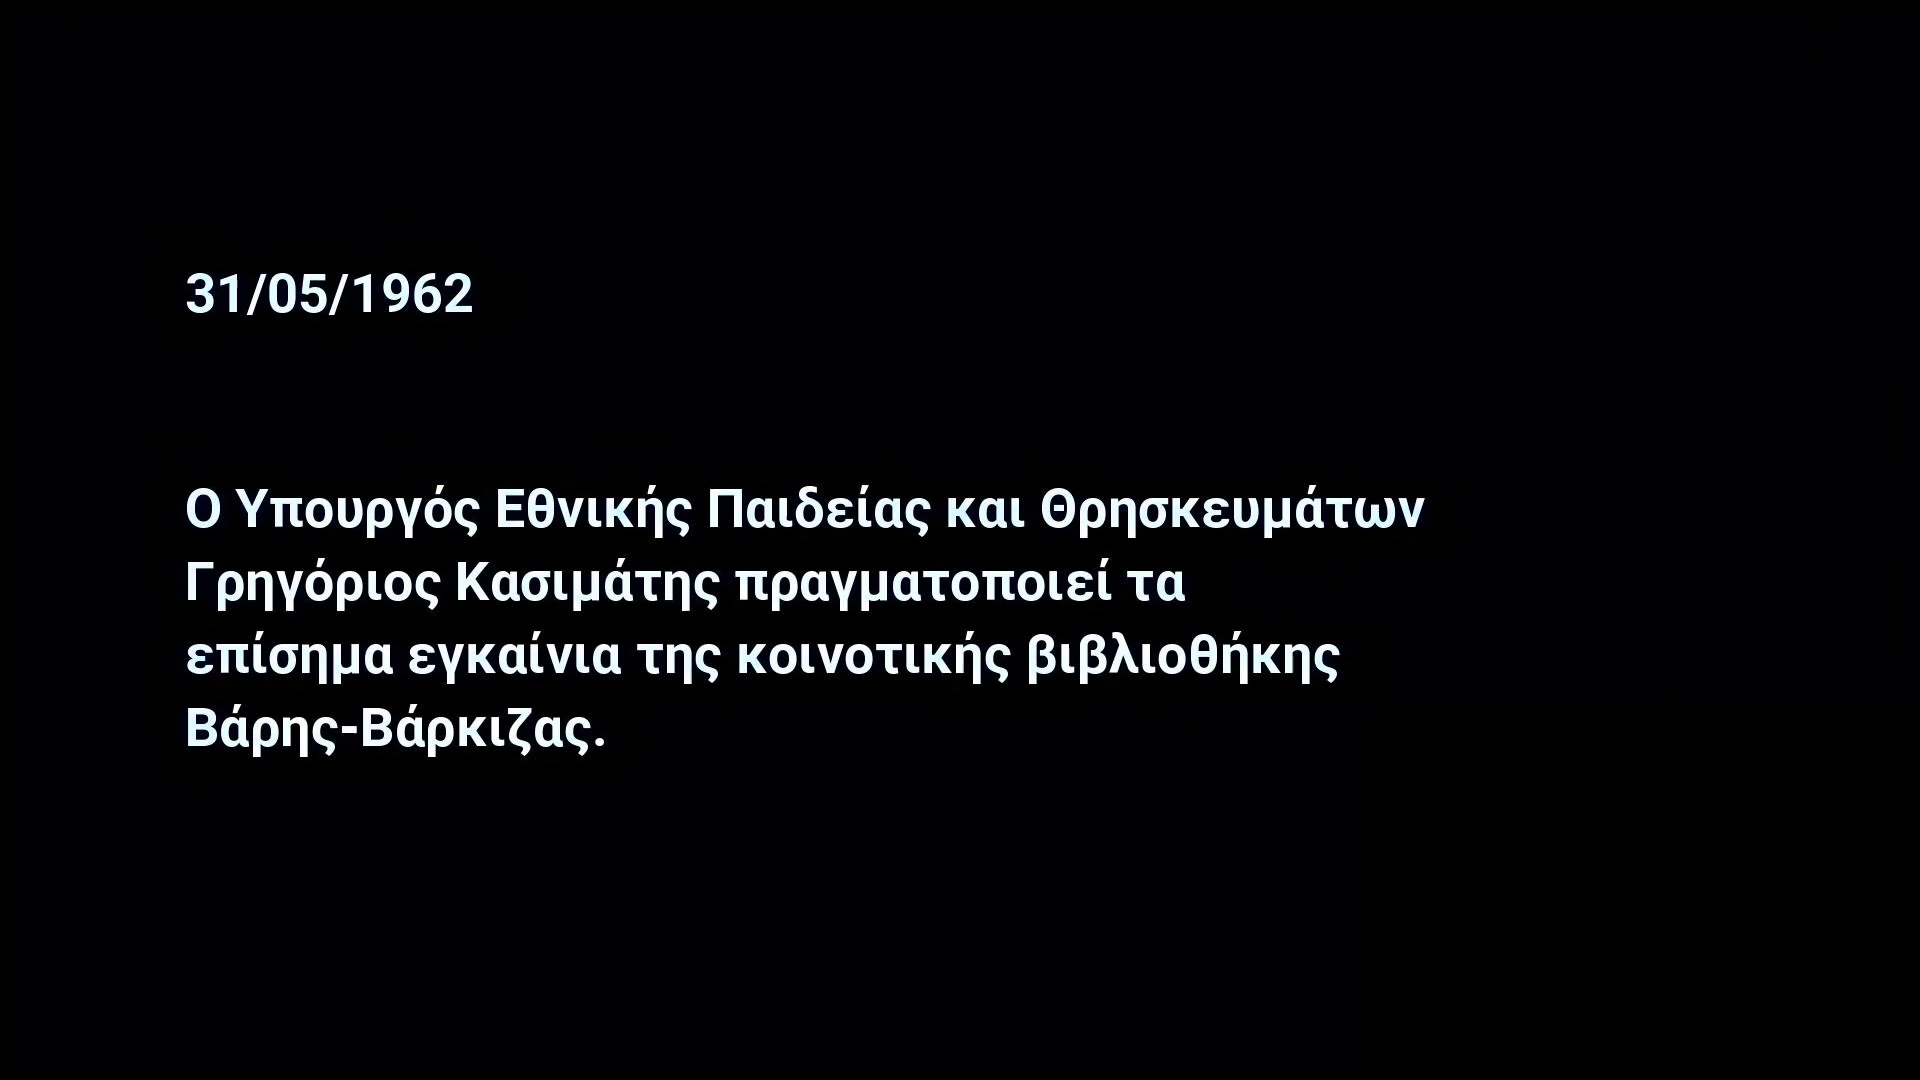 31/05/1962
Ο Υπουργός Εθνικής Παιδείας και Θρησκευμάτων
Γρηγόριος Κασιμάτης πραγματοποιεί τα
επίσημα εγκαίνια της κοινοτικής βιβλιοθήκης
Βάρης-Βάρκιζας.